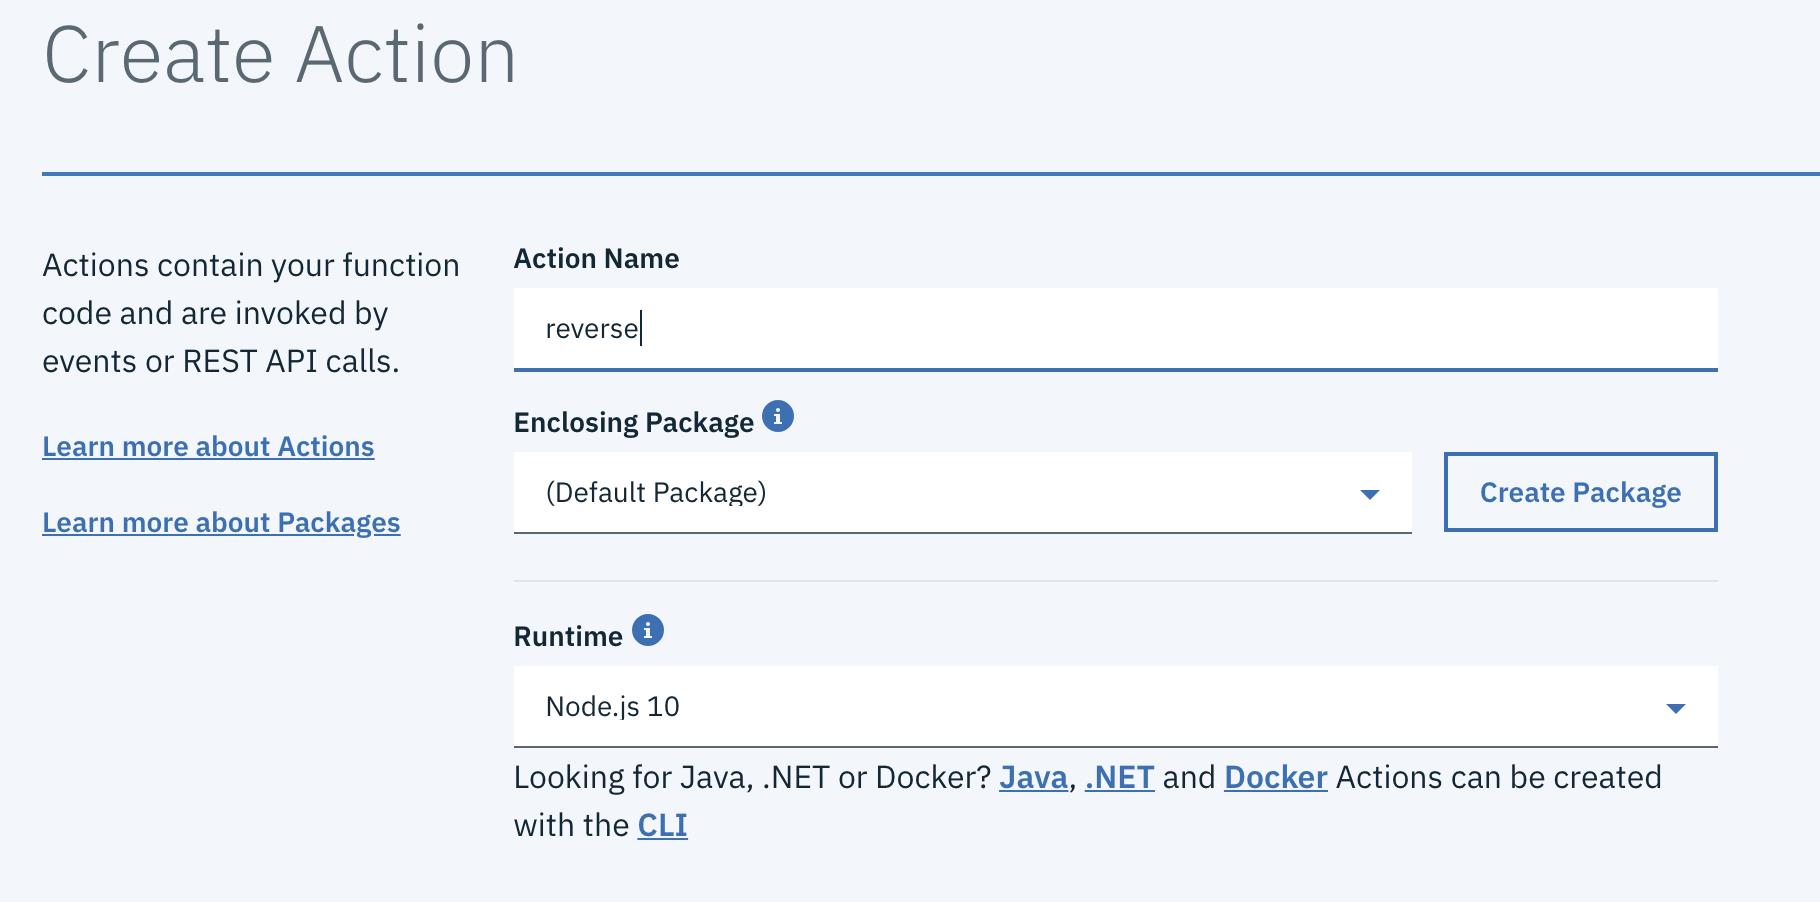 Create Action
Actions contain your function
code and are invoked by
events or REST API calls.
Learn more about Actions
Learn more about Packages
Action Name
reverse
Enclosing Package
(Default Package)
Create Package
Runtime
Node.js 10
Looking for Java, .NET or Docker? Java, .NET and Docker Actions can be created
with the CLI